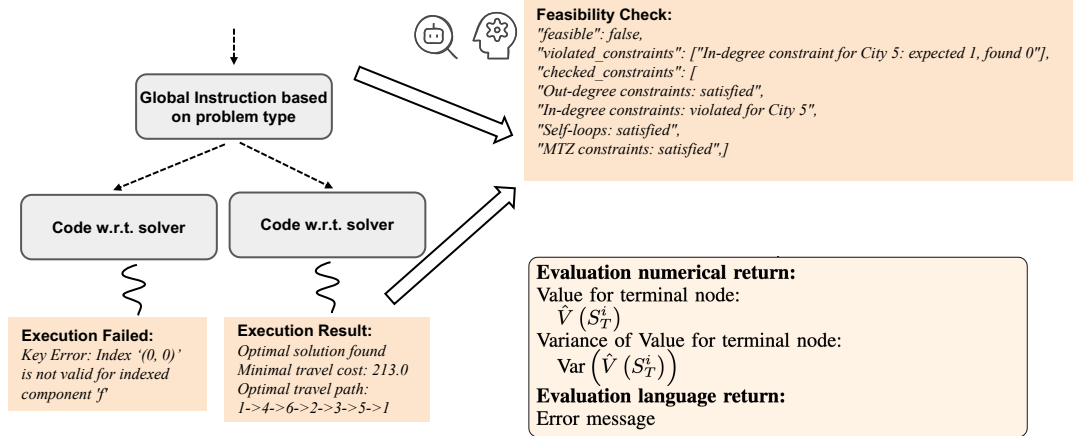 Global Instruction based
on problem type
Code w.r.t. solver
Code w.r.t. solver
Execution Failed:
Key Error: Index ‘(0, 0)’
is not valid for indexed
component 'f'
Execution Result:
Optimal solution found
Minimal travel cost: 213.0
Optimal travel path:
1->4->6->2->3->5->1
Feasibility Check:
"feasible": false,
"violated_constraints": ["In-degree constraint for City 5: expected 1, found 0"],
"checked_constraints": [
"Out-degree constraints: satisfied",
"In-degree constraints: violated for City 5",
"Self-loops: satisfied",
"MTZ constraints: satisfied",]
Evaluation numerical return:
Value for terminal node:
V̂ (S_T^i)
Variance of Value for terminal node:
Var (V̂ (S_T^i))
Evaluation language return:
Error message